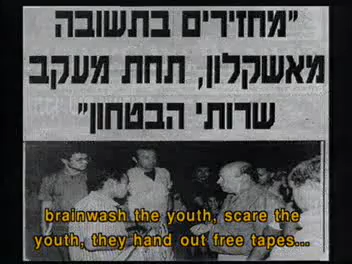 "מחזירים בתשובה
מאשקלון, תחת מעקב
שרותי הבטחון"
brainwash the youth, scare the
youth, they hand out free tapes...